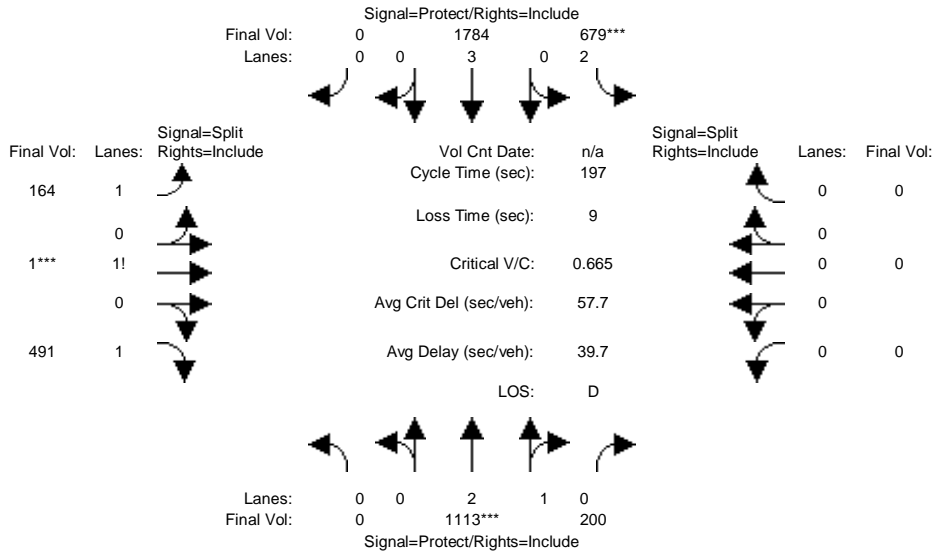 Signal=Protect/Rights=Include
Final Vol: 0 1784 679***
Lanes: 0 0 3 0 2
Signal=Split
Final Vol: Lanes: Rights=Include
Vol Cnt Date: n/a
Signal=Split
Rights=Include Lanes: Final Vol:
Cycle Time (sec): 197
164 1
0 0
Loss Time (sec): 9
0
0
1*** 1!
Critical V/C: 0.665
0 0
0
Avg Crit Del (sec/veh): 57.7
0
491 1
Avg Delay (sec/veh): 39.7
0 0
LOS: D
Lanes: 0 0 2 1 0
Final Vol: 0 1113*** 200
Signal=Protect/Rights=Include